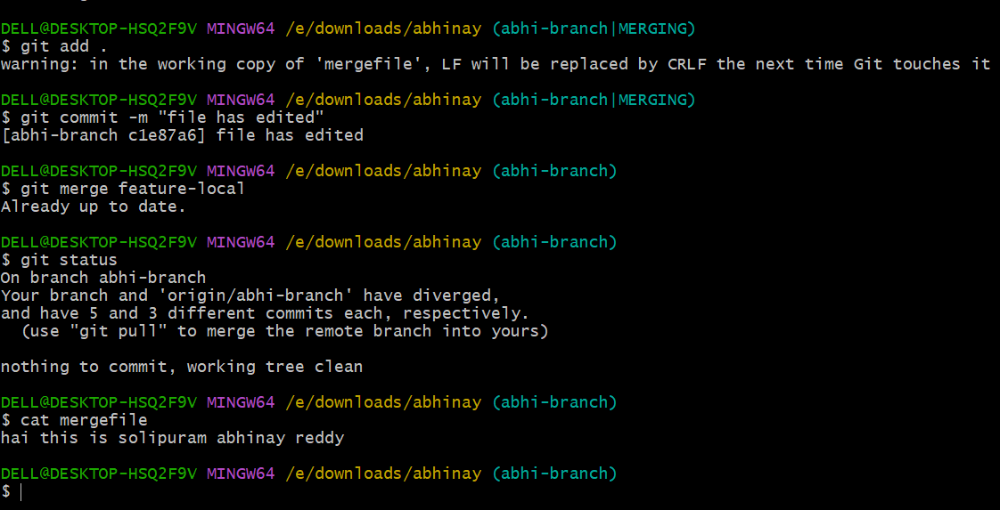 DELL@DESKTOP-HSQ2F9V MINGW64 /e/downloads/abhinay (abhi-branch|MERGING)
$ git add .
warning: in the working copy of 'mergefile', LF will be replaced by CRLF the next time Git touches it
DELL@DESKTOP-HSQ2F9V MINGW64 /e/downloads/abhinay (abhi-branch|MERGING)
$ git commit -m "file has edited"
[abhi-branch c1e87a6] file has edited
DELL@DESKTOP-HSQ2F9V MINGW64 /e/downloads/abhinay (abhi-branch)
$ git merge feature-local
Already up to date.
DELL@DESKTOP-HSQ2F9V MINGW64 /e/downloads/abhinay (abhi-branch)
$ git status
On branch abhi-branch
Your branch and 'origin/abhi-branch' have diverged,
and have 5 and 3 different commits each, respectively.
  (use "git pull" to merge the remote branch into yours)
nothing to commit, working tree clean
DELL@DESKTOP-HSQ2F9V MINGW64 /e/downloads/abhinay (abhi-branch)
$ cat mergefile
hai this is solipuram abhinay reddy
DELL@DESKTOP-HSQ2F9V MINGW64 /e/downloads/abhinay (abhi-branch)
$